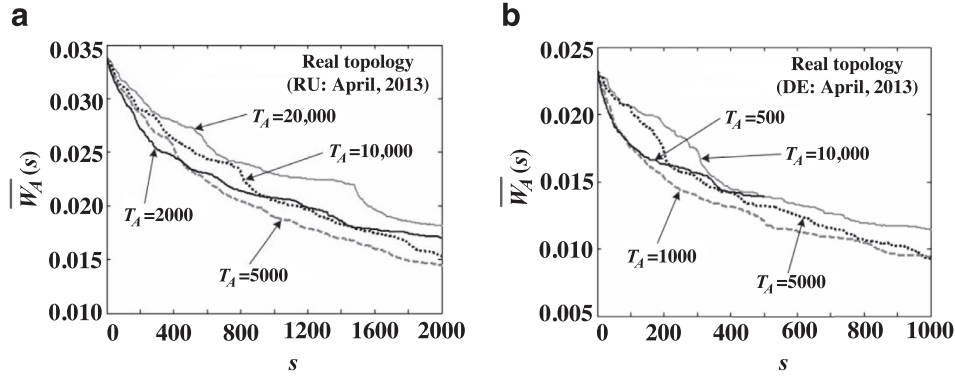 a
0.035
0.030
0.025
0.020
0.015
0.010
W_A(s)
Real topology
(RU: April, 2013)
T_A=20,000
T_A=10,000
T_A=2000
T_A=5000
0 400 800 1200 1600 2000
s
b
0.025
0.020
0.015
0.010
0.005
Real topology
(DE: April, 2013)
T_A=500
T_A=10,000
T_A=1000
T_A=5000
0 200 400 600 800 1000
s